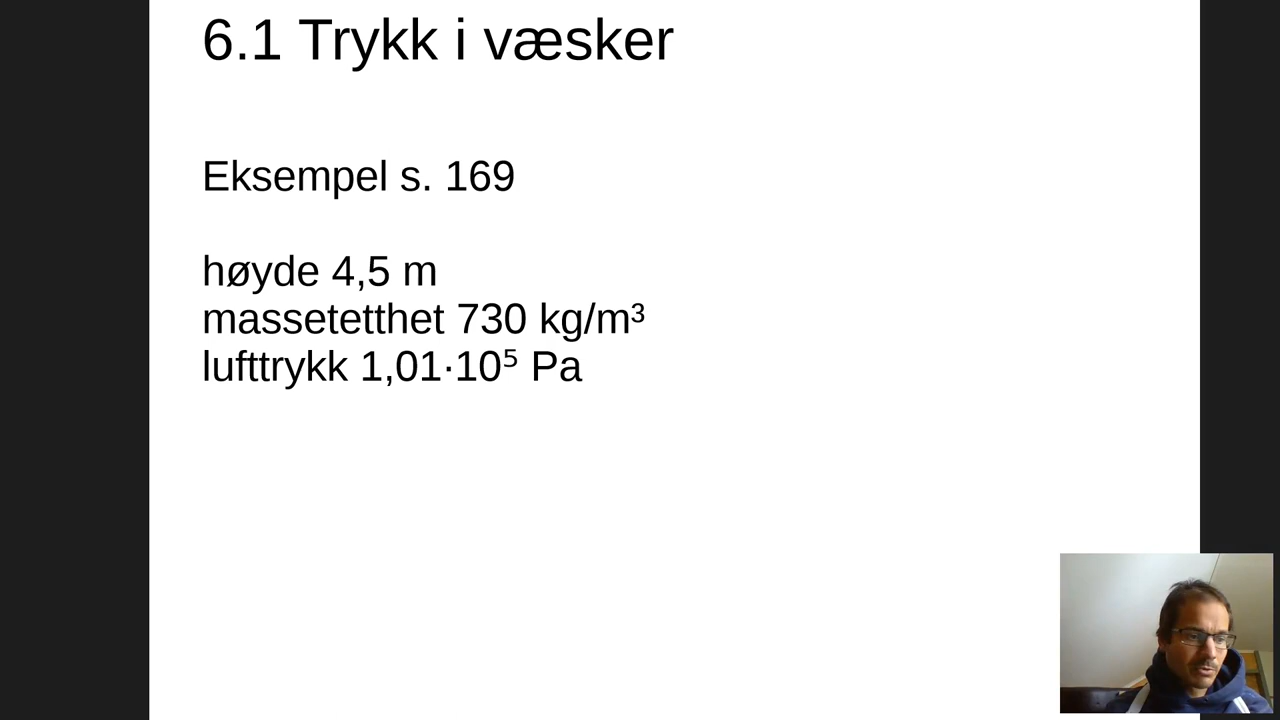 6.1 Trykk i væsker
Eksempel s. 169
høyde 4,5 m
massetetthet 730 kg/m³
lufttrykk 1,01·10⁵ Pa